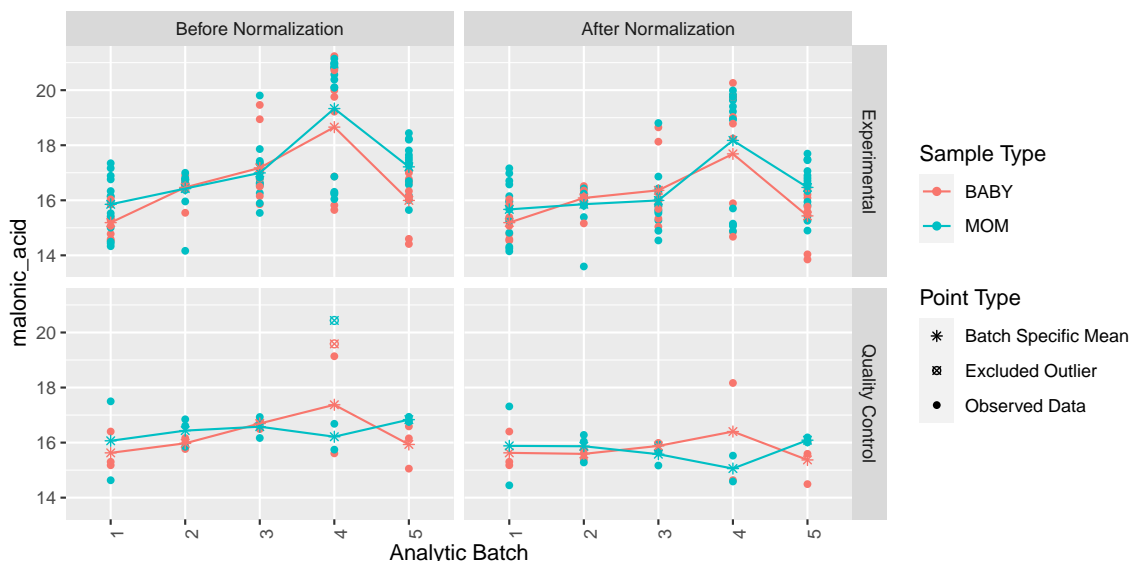 Before Normalization
After Normalization
20
18
16
14
Experimental
20
18
16
14
Quality Control
malonic_acid
1
2
3
4
5
1
2
3
4
5
Analytic Batch
Sample Type
BABY
MOM
Point Type
Batch Specific Mean
Excluded Outlier
Observed Data